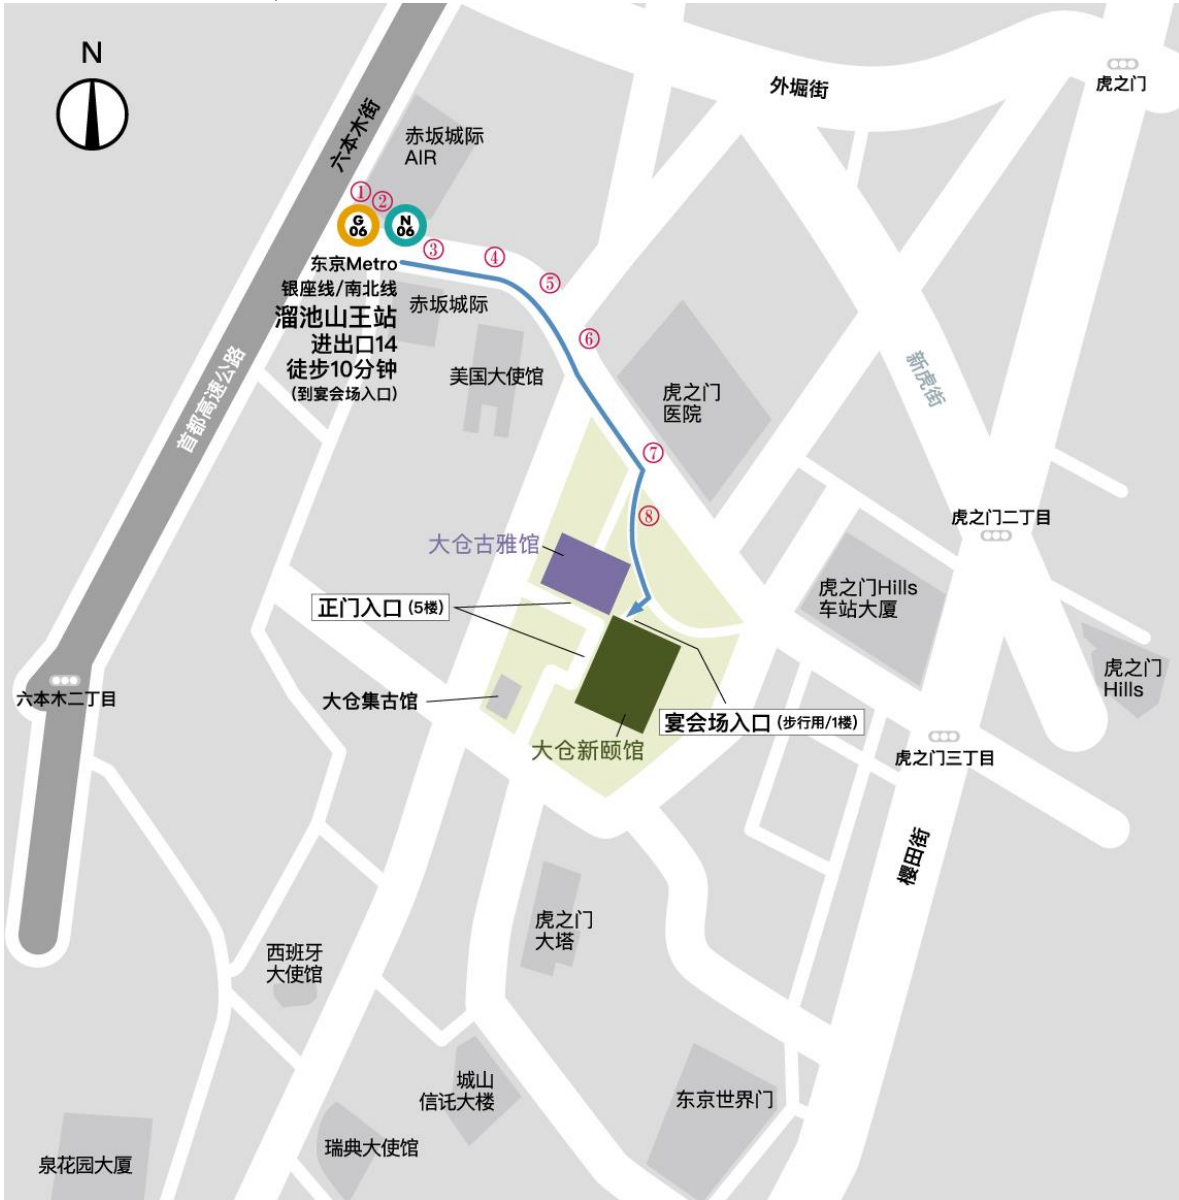 N
外堀街
虎之门
六本木街
赤坂城际
AIR
①
②
G
06
N
06
③
④
⑤
⑥
⑦
⑧
东京Metro
银座线/南北线
溜池山王站
进出口14
徒步10分钟
(到宴会场入口)
赤坂城际
美国大使馆
虎之门
医院
新虎街
首都高速公路
虎之门二丁目
大仓古雅馆
正门入口 (5楼)
虎之门Hills
车站大厦
虎之门
Hills
六本木二丁目
大仓集古馆
宴会场入口 (步行用/1楼)
大仓新颐馆
虎之门三丁目
樱田街
虎之门
大塔
西班牙
大使馆
城山
信讬大楼
东京世界门
瑞典大使馆
泉花园大厦